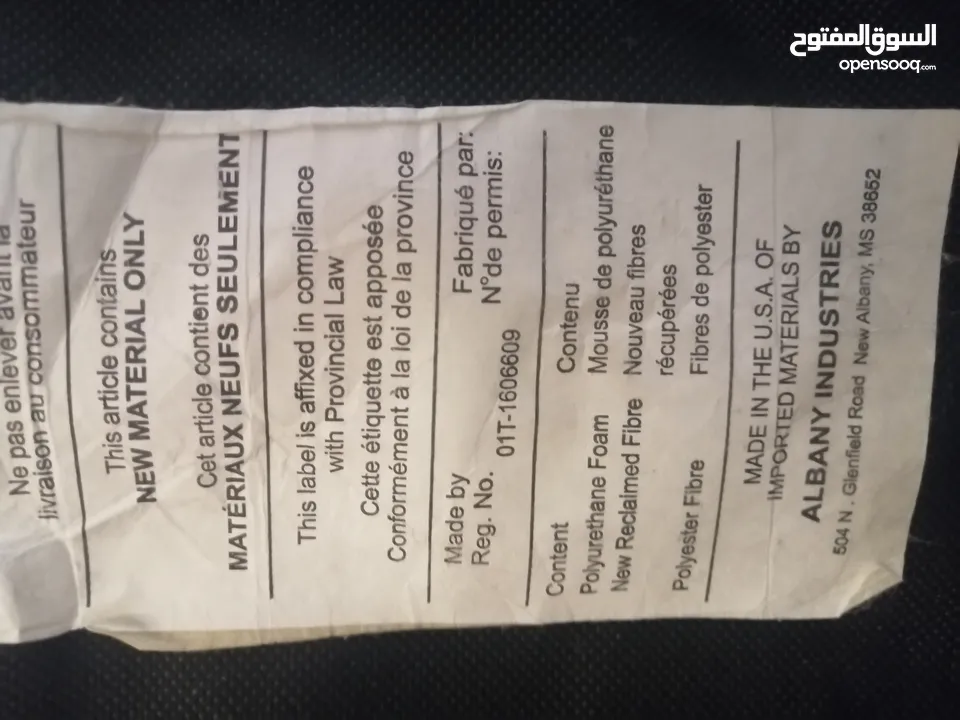 السوق المفتوح
opensooq.com
Ne pas enlever avant la
livraison au consommateur
This article contains
NEW MATERIAL ONLY
Cet article contient des
MATÉRIAUX NEUFS SEULEMENT
This label is affixed in compliance
with Provincial Law
Cette étiquette est apposée
Conformément à la loi de la province
Made by Fabriqué par:
Reg. No. 01T-1606609 N°de permis:
Content Contenu
Polyurethane Foam Mousse de polyuréthane
New Reclaimed Fibre Nouveau fibres
récupérées
Polyester Fibre Fibres de polyester
MADE IN THE U.S.A. OF
IMPORTED MATERIALS BY
ALBANY INDUSTRIES
504 N . Glenfield Road New Albany, MS 38652